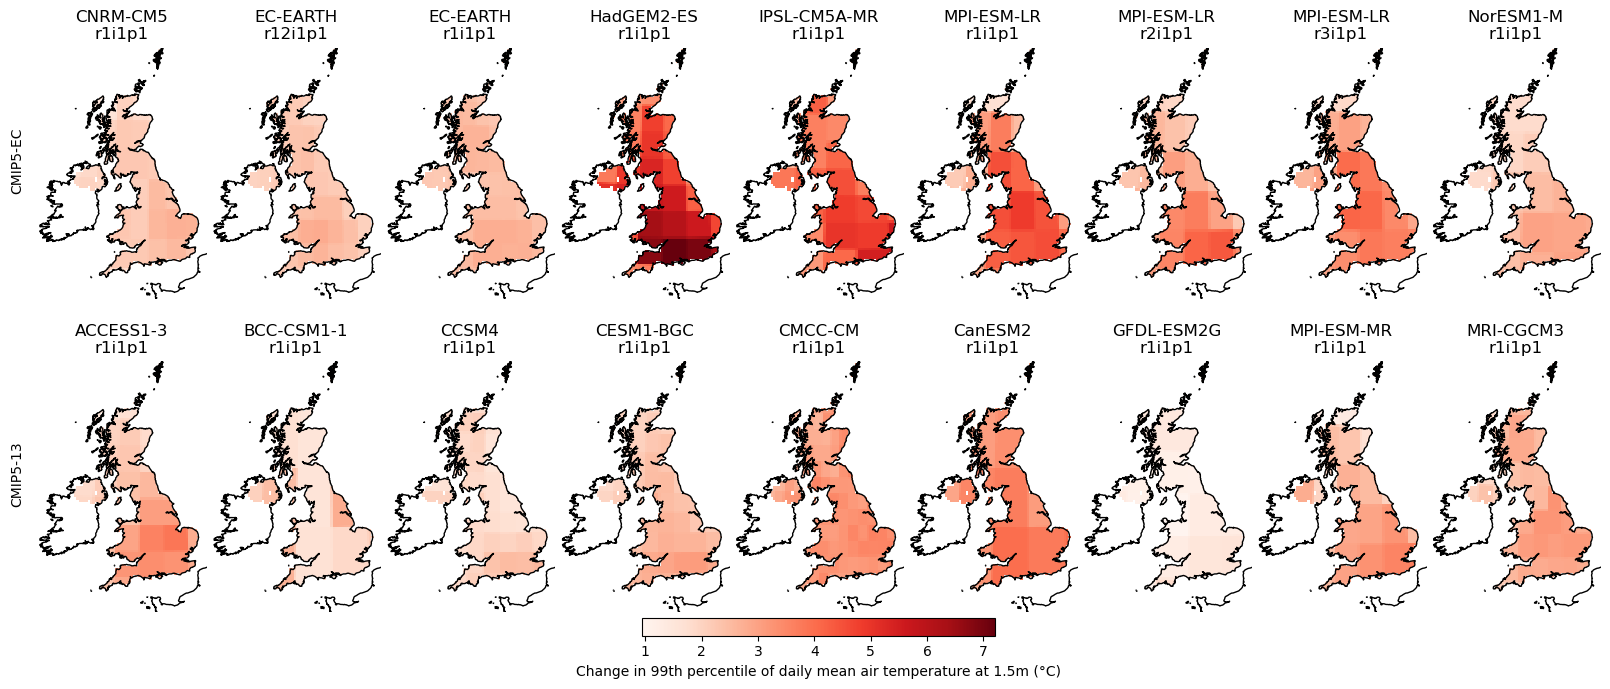 CNRM-CM5
r1i1p1
EC-EARTH
r12i1p1
EC-EARTH
r1i1p1
HadGEM2-ES
r1i1p1
IPSL-CM5A-MR
r1i1p1
MPI-ESM-LR
r1i1p1
MPI-ESM-LR
r2i1p1
MPI-ESM-LR
r3i1p1
NorESM1-M
r1i1p1
CMIP5-EC
ACCESS1-3
r1i1p1
BCC-CSM1-1
r1i1p1
CCSM4
r1i1p1
CESM1-BGC
r1i1p1
CMCC-CM
r1i1p1
CanESM2
r1i1p1
GFDL-ESM2G
r1i1p1
MPI-ESM-MR
r1i1p1
MRI-CGCM3
r1i1p1
CMIP5-13
1 2 3 4 5 6 7
Change in 99th percentile of daily mean air temperature at 1.5m (°C)